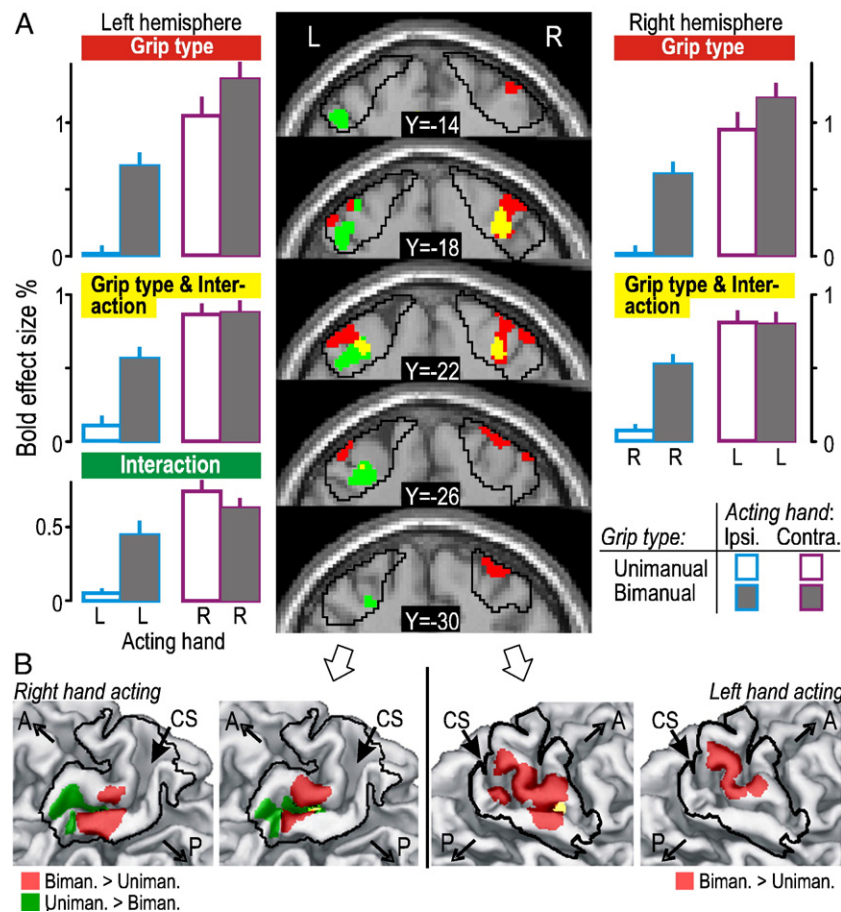 A
Left hemisphere
Grip type
1
0
Grip type & Inter-
action
1
0
Interaction
0.5
0
L L R R
Acting hand
Bold effect size %
L R
Y=-14
Y=-18
Y=-22
Y=-26
Y=-30
Right hemisphere
Grip type
1
0
Grip type & Inter-
action
1
0
R R L L
Acting hand:
Grip type: Ipsi. Contra.
Unimanual
Bimanual
B
Right hand acting
A CS
P
A CS
P
Biman. > Uniman.
Uniman. > Biman.
Left hand acting
CS A
P
CS A
P
Biman. > Uniman.